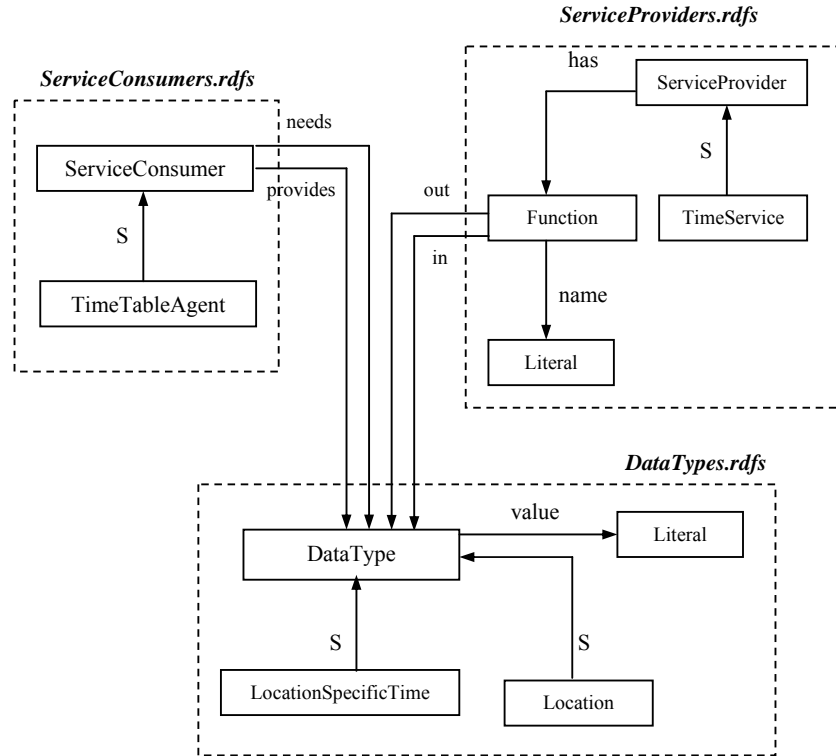 ServiceProviders.rdfs
has
ServiceProvider
S
Function
TimeService
name
Literal
ServiceConsumers.rdfs
needs
ServiceConsumer
provides
S
TimeTableAgent
out
in
DataTypes.rdfs
value
Literal
DataType
S
S
LocationSpecificTime
Location